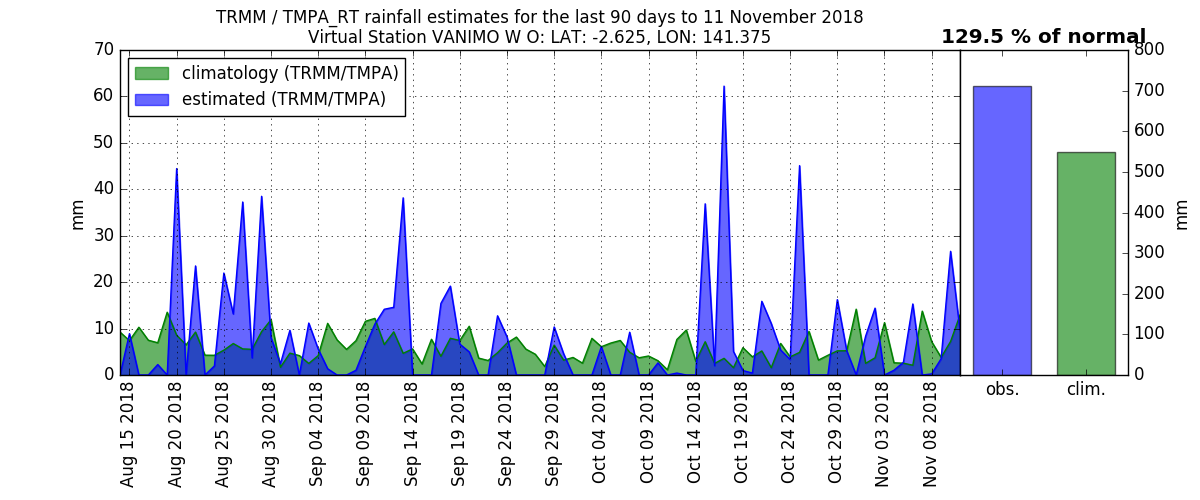 TRMM / TMPA_RT rainfall estimates for the last 90 days to 11 November 2018
Virtual Station VANIMO W O: LAT: -2.625, LON: 141.375
129.5 % of normal
climatology (TRMM/TMPA)
estimated (TRMM/TMPA)
mm
70
60
50
40
30
20
10
0
Aug 15 2018
Aug 20 2018
Aug 25 2018
Aug 30 2018
Sep 04 2018
Sep 09 2018
Sep 14 2018
Sep 19 2018
Sep 24 2018
Sep 29 2018
Oct 04 2018
Oct 09 2018
Oct 14 2018
Oct 19 2018
Oct 24 2018
Oct 29 2018
Nov 03 2018
Nov 08 2018
obs.
clim.
800
700
600
500
400
300
200
100
0
mm